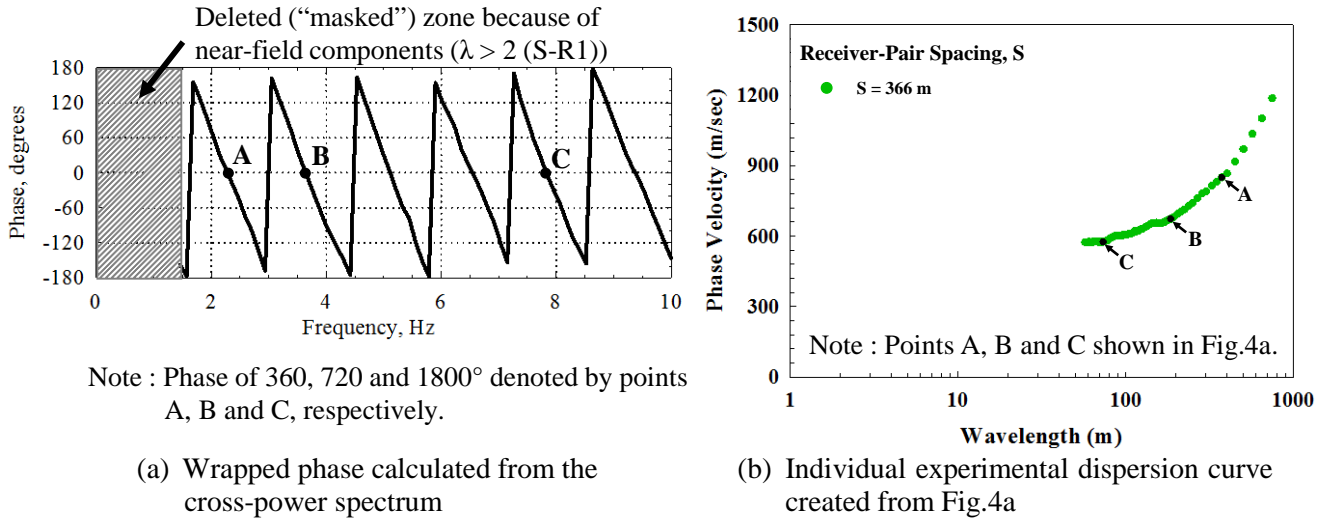 Deleted (“masked”) zone because of
near-field components (λ > 2 (S-R1))
180
120
60
0
-60
-120
-180
Phase, degrees
A
B
C
0
2
4
6
8
10
Frequency, Hz
Note : Phase of 360, 720 and 1800° denoted by points
A, B and C, respectively.
(a) Wrapped phase calculated from the
cross-power spectrum
1500
1200
900
600
300
0
Phase Velocity (m/sec)
Receiver-Pair Spacing, S
S = 366 m
A
B
C
Note : Points A, B and C shown in Fig.4a.
1
10
100
1000
Wavelength (m)
(b) Individual experimental dispersion curve
created from Fig.4a